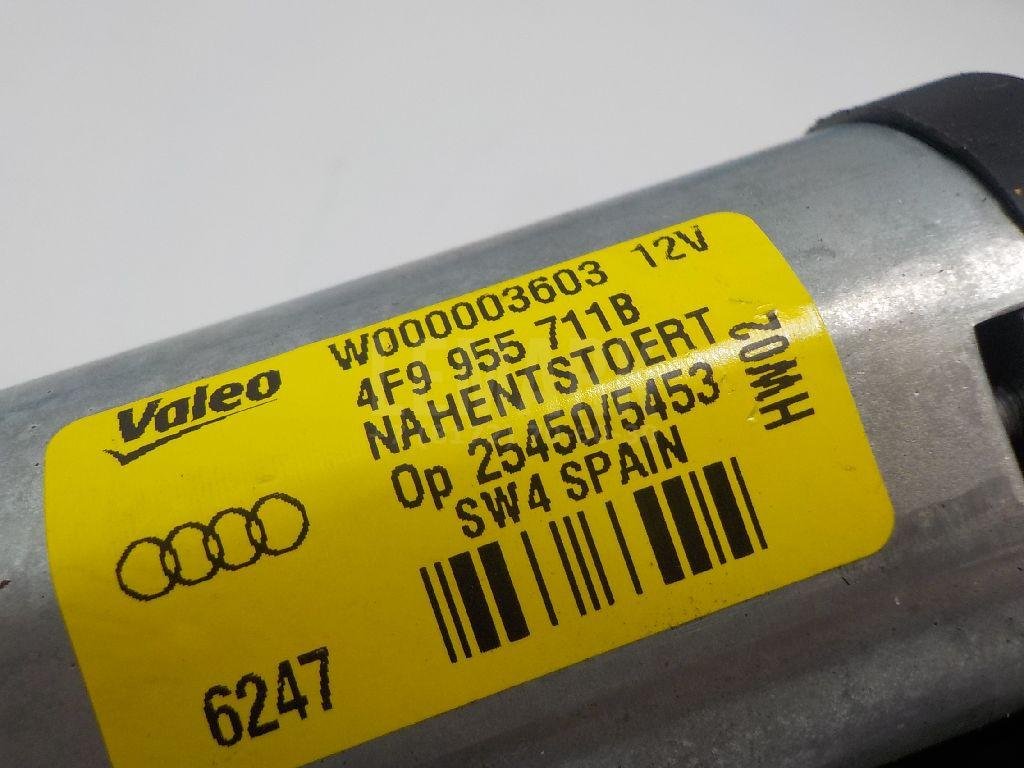 Valeo
W000003603 12V
4F9 955 711B
NAHENTSTOERT
Op 25450/5453
SW4 SPAIN
HW02
6247